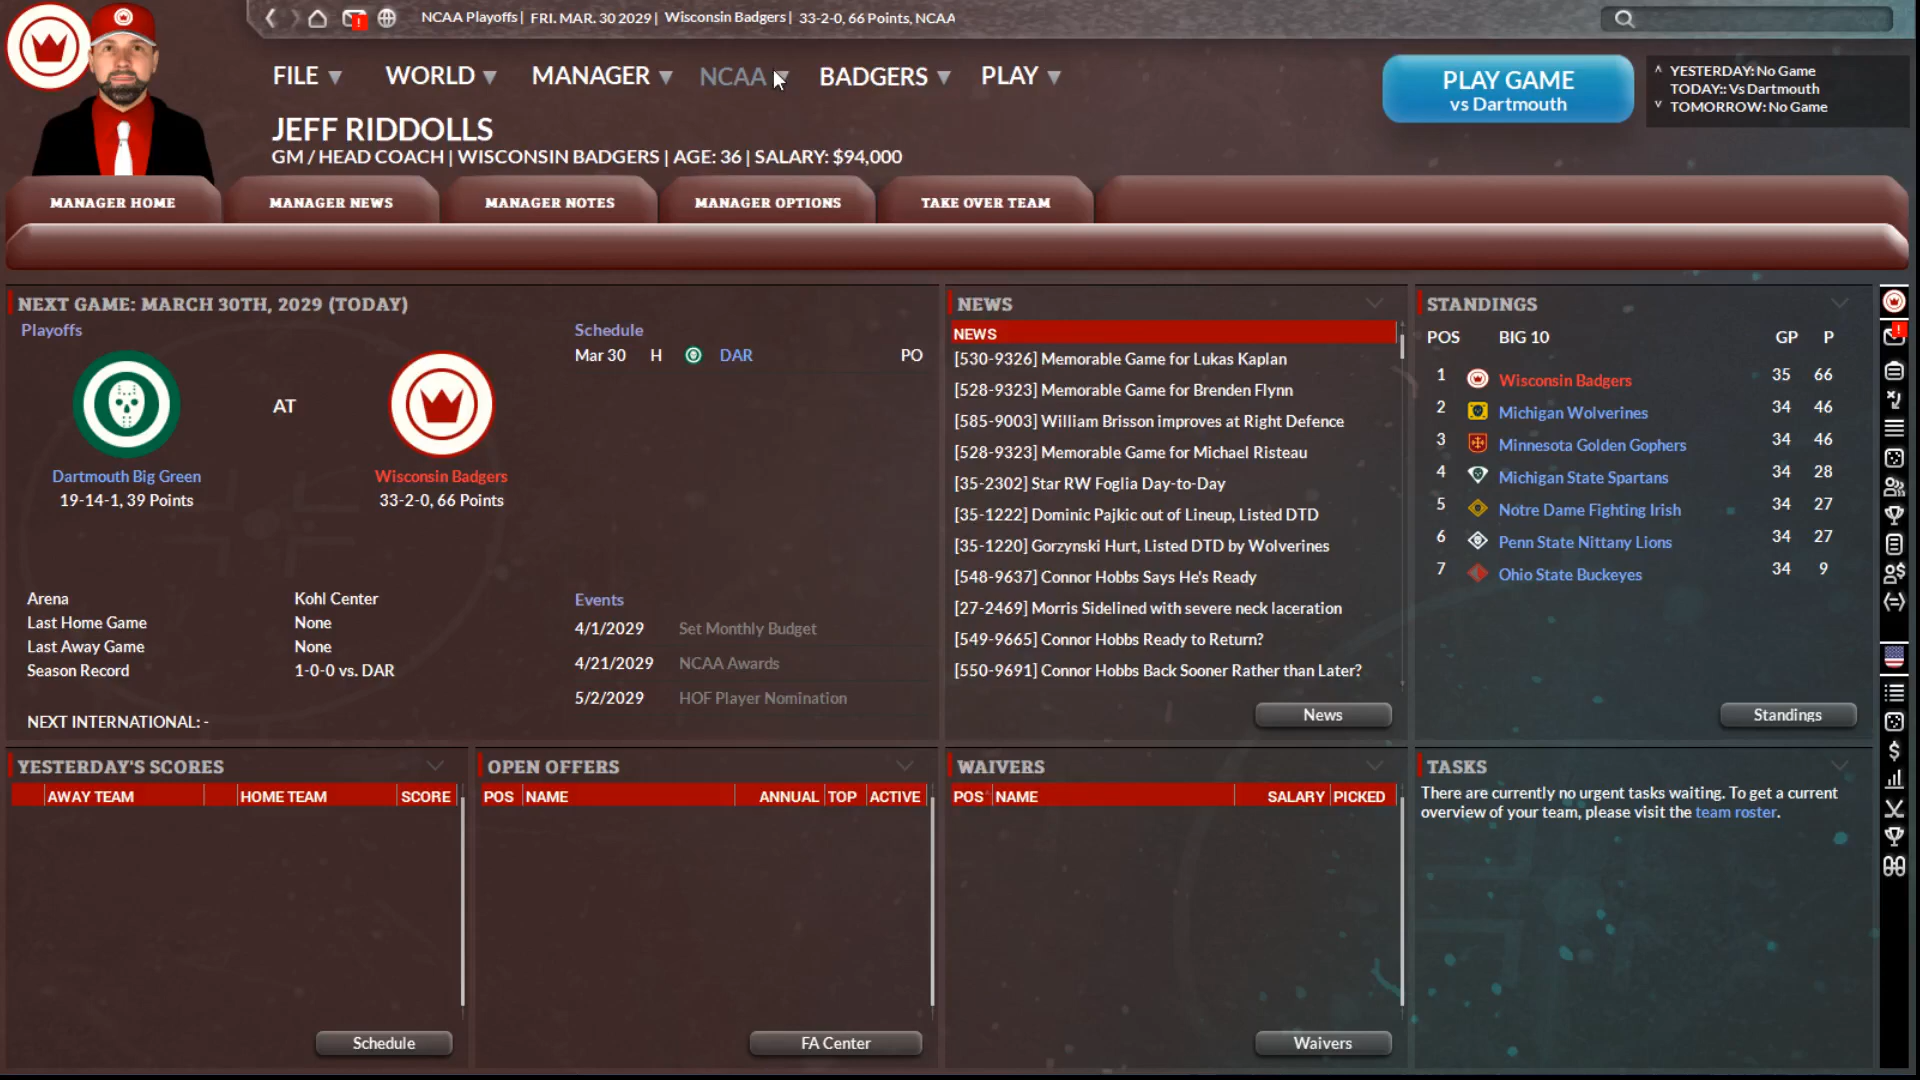 NCAA Playoffs | FRI. MAR. 30 2029 | Wisconsin Badgers | 33-2-0, 66 Points, NCAA
FILE WORLD MANAGER NCAA BADGERS PLAY
PLAY GAME
vs Dartmouth
YESTERDAY: No Game
TODAY:: Vs Dartmouth
TOMORROW: No Game
JEFF RIDDOLLS
GM / HEAD COACH | WISCONSIN BADGERS | AGE: 36 | SALARY: $94,000
MANAGER HOME MANAGER NEWS MANAGER NOTES MANAGER OPTIONS TAKE OVER TEAM
NEXT GAME: MARCH 30TH, 2029 (TODAY)
Playoffs
Dartmouth Big Green
19-14-1, 39 Points
AT
Wisconsin Badgers
33-2-0, 66 Points
Arena Kohl Center
Last Home Game None
Last Away Game None
Season Record 1-0-0 vs. DAR
NEXT INTERNATIONAL: -
Schedule
Mar 30 H DAR PO
Events
4/1/2029 Set Monthly Budget
4/21/2029 NCAA Awards
5/2/2029 HOF Player Nomination
NEWS
NEWS
[530-9326] Memorable Game for Lukas Kaplan
[528-9323] Memorable Game for Brenden Flynn
[585-9003] William Brisson improves at Right Defence
[528-9323] Memorable Game for Michael Risteau
[35-2302] Star RW Foglia Day-to-Day
[35-1222] Dominic Pajkic out of Lineup, Listed DTD
[35-1220] Gorzynski Hurt, Listed DTD by Wolverines
[548-9637] Connor Hobbs Says He's Ready
[27-2469] Morris Sidelined with severe neck laceration
[549-9665] Connor Hobbs Ready to Return?
[550-9691] Connor Hobbs Back Sooner Rather than Later?
News
STANDINGS
POS BIG 10 GP P
1 Wisconsin Badgers 35 66
2 Michigan Wolverines 34 46
3 Minnesota Golden Gophers 34 46
4 Michigan State Spartans 34 28
5 Notre Dame Fighting Irish 34 27
6 Penn State Nittany Lions 34 27
7 Ohio State Buckeyes 34 9
Standings
YESTERDAY'S SCORES
AWAY TEAM HOME TEAM SCORE
Schedule
OPEN OFFERS
POS NAME ANNUAL TOP ACTIVE
FA Center
WAIVERS
POS NAME SALARY PICKED
Waivers
TASKS
There are currently no urgent tasks waiting. To get a current
overview of your team, please visit the team roster.